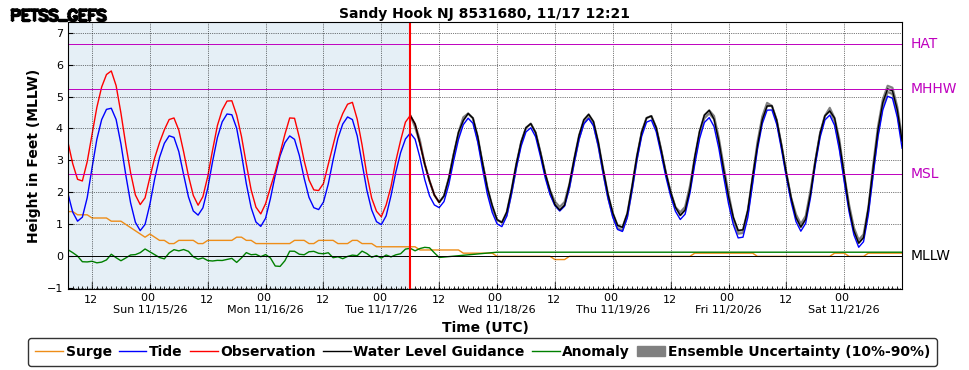 PETSS_GEFS
Sandy Hook NJ 8531680, 11/17 12:21
Height in Feet (MLLW)
7
6
5
4
3
2
1
0
−1
HAT
MHHW
MSL
MLLW
12 00 12 00 12 00 12 00 12 00 12 00 12 00
Sun 11/15/26 Mon 11/16/26 Tue 11/17/26 Wed 11/18/26 Thu 11/19/26 Fri 11/20/26 Sat 11/21/26
Time (UTC)
Surge Tide Observation Water Level Guidance Anomaly Ensemble Uncertainty (10%-90%)